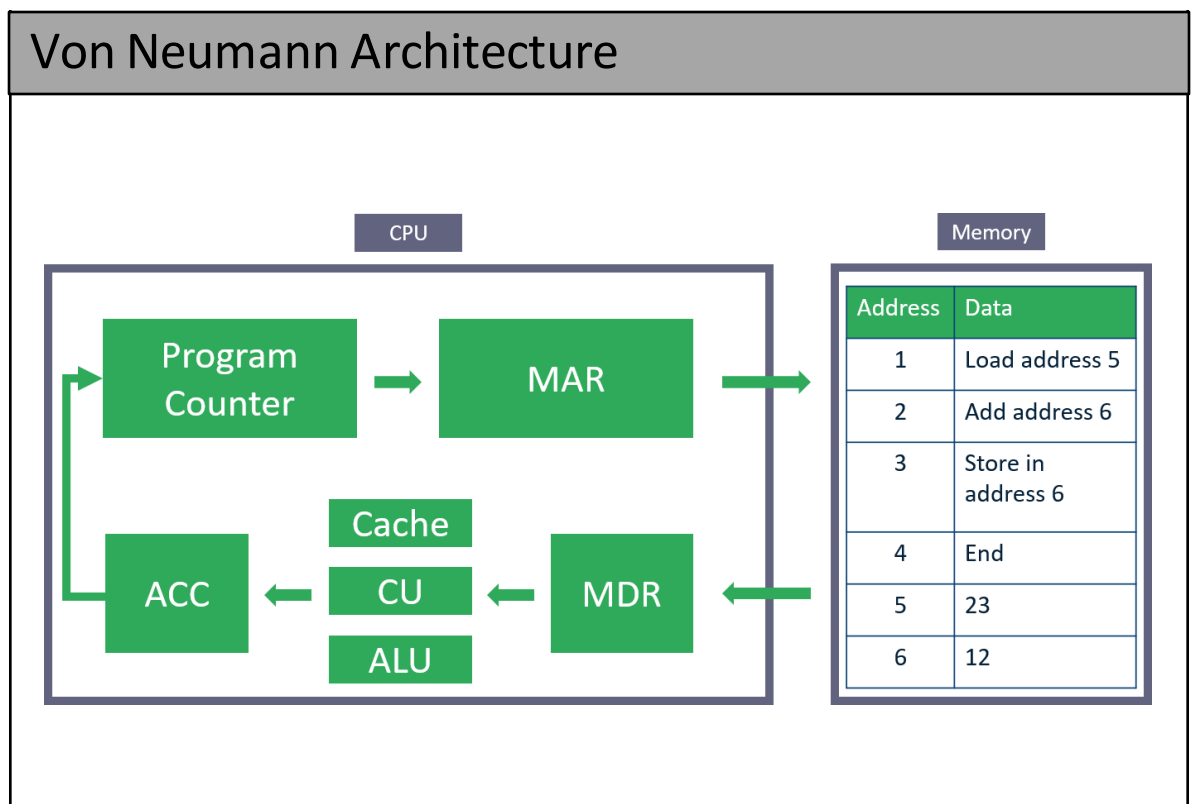 Von Neumann Architecture
CPU
Program
Counter
MAR
Cache
CU
ALU
ACC
MDR
Memory
Address Data
1 Load address 5
2 Add address 6
3 Store in
address 6
4 End
5 23
6 12